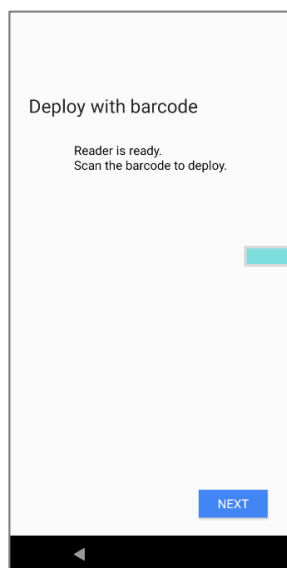 Deploy with barcode
Reader is ready.
Scan the barcode to deploy.
NEXT